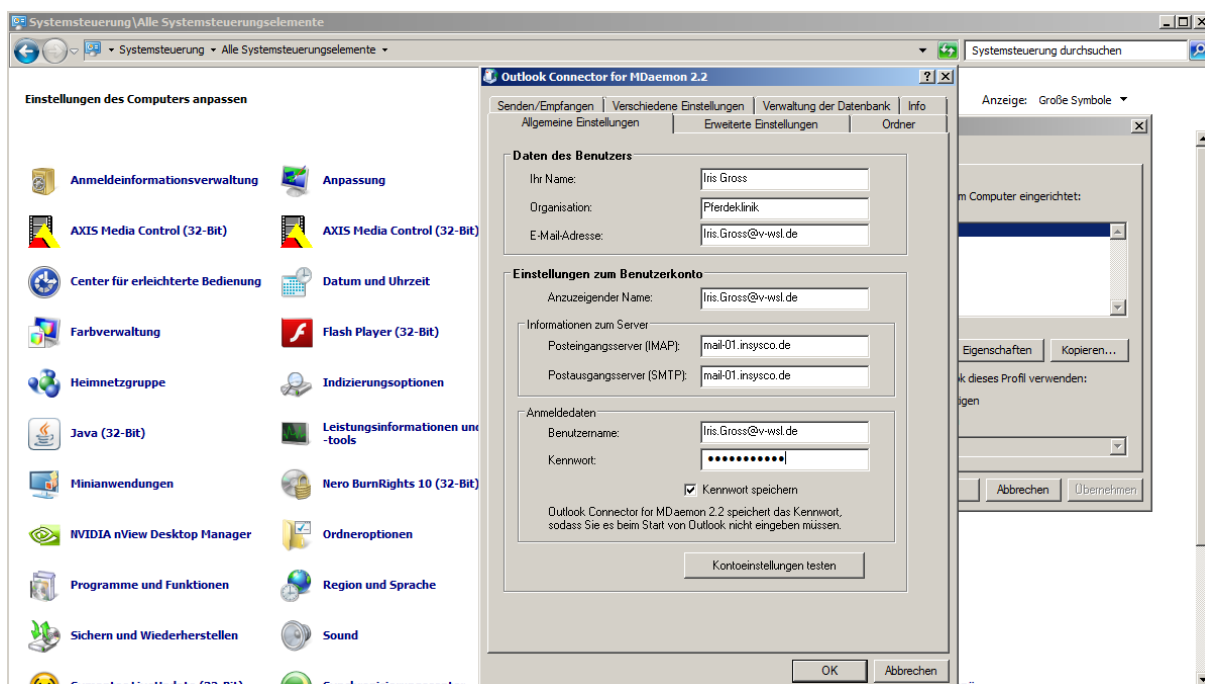 Systemsteuerung\Alle Systemsteuerungselemente
Systemsteuerung
Alle Systemsteuerungselemente
Systemsteuerung durchsuchen
Einstellungen des Computers anpassen
Anzeige: Große Symbole
Anmeldeinformationsverwaltung
Anpassung
AXIS Media Control (32-Bit)
AXIS Media Control (32-Bit)
Center für erleichterte Bedienung
Datum und Uhrzeit
Farbverwaltung
Flash Player (32-Bit)
Heimnetzgruppe
Indizierungsoptionen
Java (32-Bit)
Leistungsinformationen und
-tools
Minianwendungen
Nero BurnRights 10 (32-Bit)
NVIDIA nView Desktop Manager
Ordneroptionen
Programme und Funktionen
Region und Sprache
Sichern und Wiederherstellen
Sound
Outlook Connector for MDaemon 2.2
Senden/Empfangen
Verschiedene Einstellungen
Verwaltung der Datenbank
Info
Allgemeine Einstellungen
Erweiterte Einstellungen
Ordner
Daten des Benutzers
Ihr Name: Iris Gross
Organisation: Pferdeklinik
E-Mail-Adresse: Iris.Gross@v-wsl.de
Einstellungen zum Benutzerkonto
Anzuzeigender Name: Iris.Gross@v-wsl.de
Informationen zum Server
Posteingangsserver (IMAP): mail-01.insysco.de
Postausgangsserver (SMTP): mail-01.insysco.de
Anmeldedaten
Benutzername: Iris.Gross@v-wsl.de
Kennwort: •••••••••••
Kennwort speichern
Outlook Connector for MDaemon 2.2 speichert das Kennwort,
sodass Sie es beim Start von Outlook nicht eingeben müssen.
Kontoeinstellungen testen
OK
Abbrechen
Computer eingerichtet:
Eigenschaften
Kopieren...
dieses Profil verwenden:
Abbrechen
Übernehmen